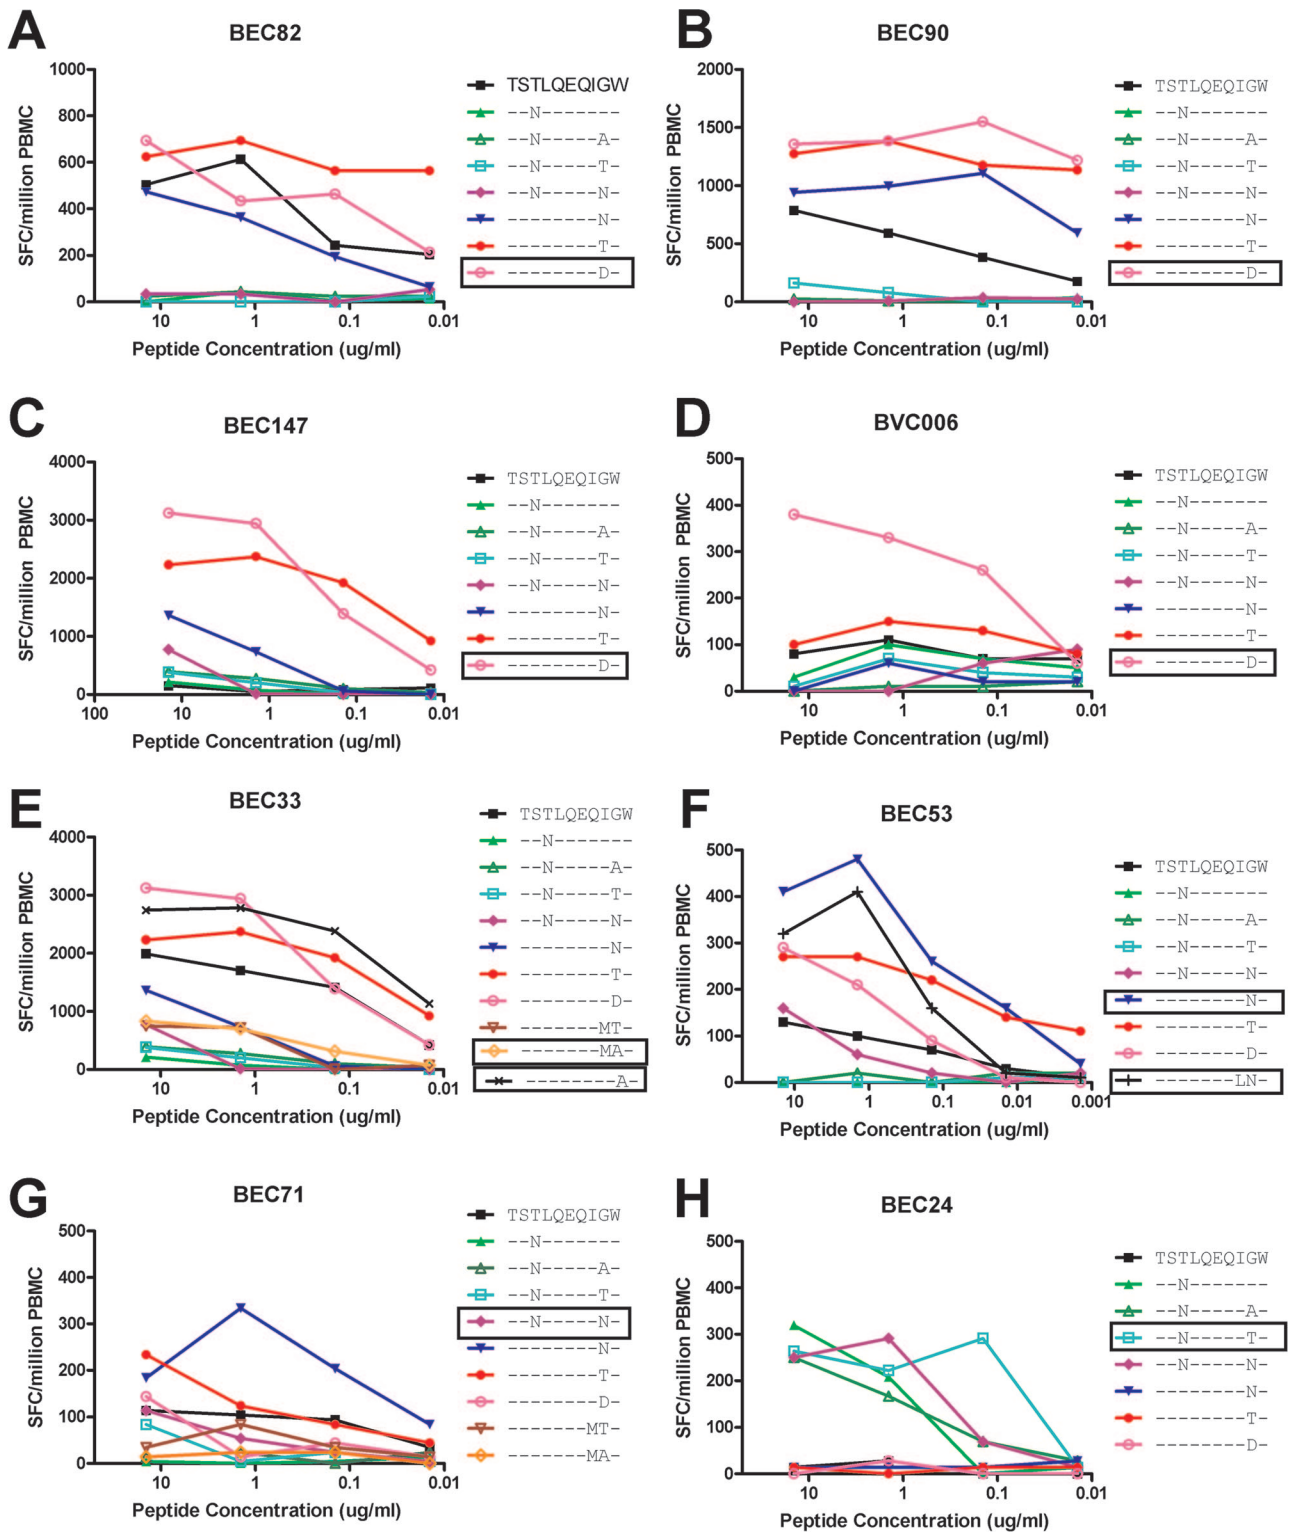 A
BEC82
1000
800
600
400
200
0
10
1
0.1
0.01
SFC/million PBMC
Peptide Concentration (ug/ml)
TSTLQEQIGW
--N-------
--N-----A-
--N-----T-
--N-----N-
--------N-
--------T-
--------D-
B
BEC90
2000
1500
1000
500
0
10
1
0.1
0.01
SFC/million PBMC
Peptide Concentration (ug/ml)
TSTLQEQIGW
--N-------
--N-----A-
--N-----T-
--N-----N-
--------N-
--------T-
--------D-
C
BEC147
4000
3000
2000
1000
0
100
10
1
0.1
0.01
SFC/million PBMC
Peptide Concentration (ug/ml)
TSTLQEQIGW
--N-------
--N-----A-
--N-----T-
--N-----N-
--------N-
--------T-
--------D-
D
BVC006
500
400
300
200
100
0
10
1
0.1
0.01
SFC/million PBMC
Peptide Concentration (ug/ml)
TSTLQEQIGW
--N-------
--N-----A-
--N-----T-
--N-----N-
--------N-
--------T-
--------D-
E
BEC33
4000
3000
2000
1000
0
10
1
0.1
0.01
SFC/million PBMC
Peptide Concentration (ug/ml)
TSTLQEQIGW
--N-------
--N-----A-
--N-----T-
--N-----N-
--------N-
--------T-
--------D-
-------MT-
-------MA-
--------A-
F
BEC53
500
400
300
200
100
0
10
1
0.1
0.01
0.001
SFC/million PBMC
Peptide Concentration (ug/ml)
TSTLQEQIGW
--N-------
--N-----A-
--N-----T-
--N-----N-
--------N-
--------T-
--------D-
-------LN-
G
BEC71
500
400
300
200
100
0
10
1
0.1
0.01
SFC/million PBMC
Peptide Concentration (ug/ml)
TSTLQEQIGW
--N-------
--N-----A-
--N-----T-
--N-----N-
--------N-
--------T-
--------D-
-------MT-
-------MA-
H
BEC24
500
400
300
200
100
0
10
1
0.1
0.01
SFC/million PBMC
Peptide Concentration (ug/ml)
TSTLQEQIGW
--N-------
--N-----A-
--N-----T-
--N-----N-
--------N-
--------T-
--------D-